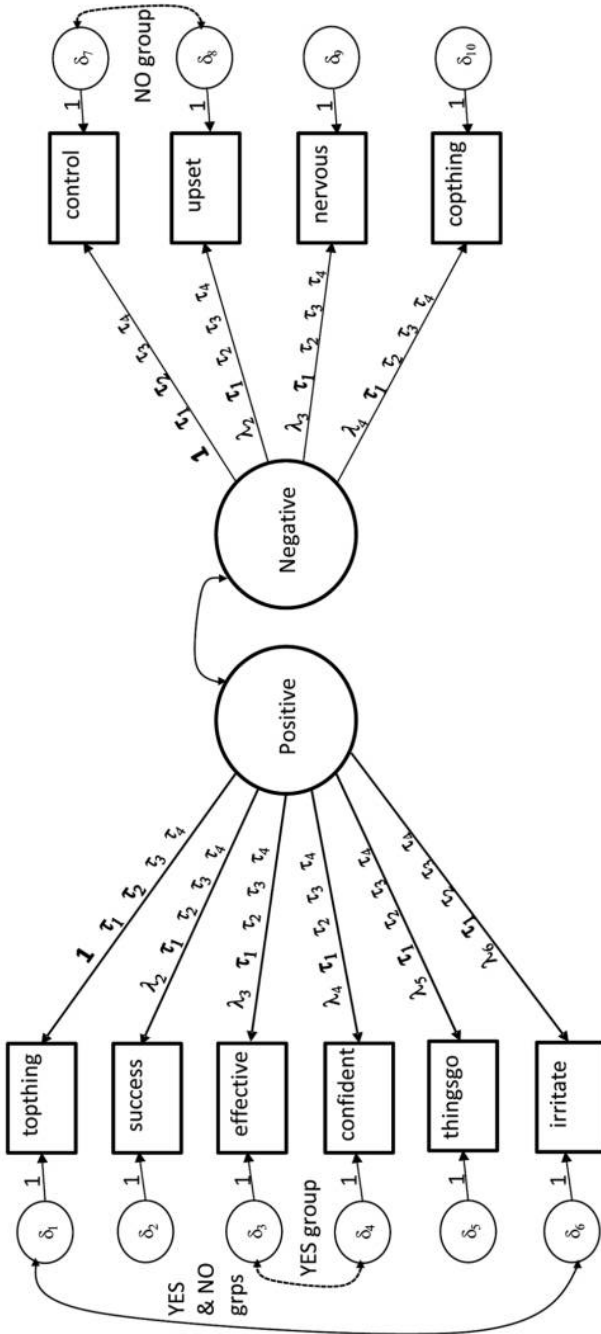 δ₁ 1 topthing
1 τ₁ τ₂ τ₃ τ₄
δ₂ 1 success
λ₂ τ₁ τ₂ τ₃ τ₄
δ₃ 1 effective
λ₃ τ₁ τ₂ τ₃ τ₄
δ₄ 1 confident
λ₄ τ₁ τ₂ τ₃ τ₄
δ₅ 1 thingsgo
λ₅ τ₁ τ₂ τ₃ τ₄
δ₆ 1 irritate
λ₆ τ₁ τ₂ τ₃ τ₄
YES
& NO
grps
YES group
Positive
Negative
1 τ₁ τ₂ τ₃ τ₄
control 1 δ₇
λ₂ τ₁ τ₂ τ₃ τ₄
upset 1 δ₈
λ₃ τ₁ τ₂ τ₃ τ₄
nervous 1 δ₉
λ₄ τ₁ τ₂ τ₃ τ₄
copthing 1 δ₁₀
NO group